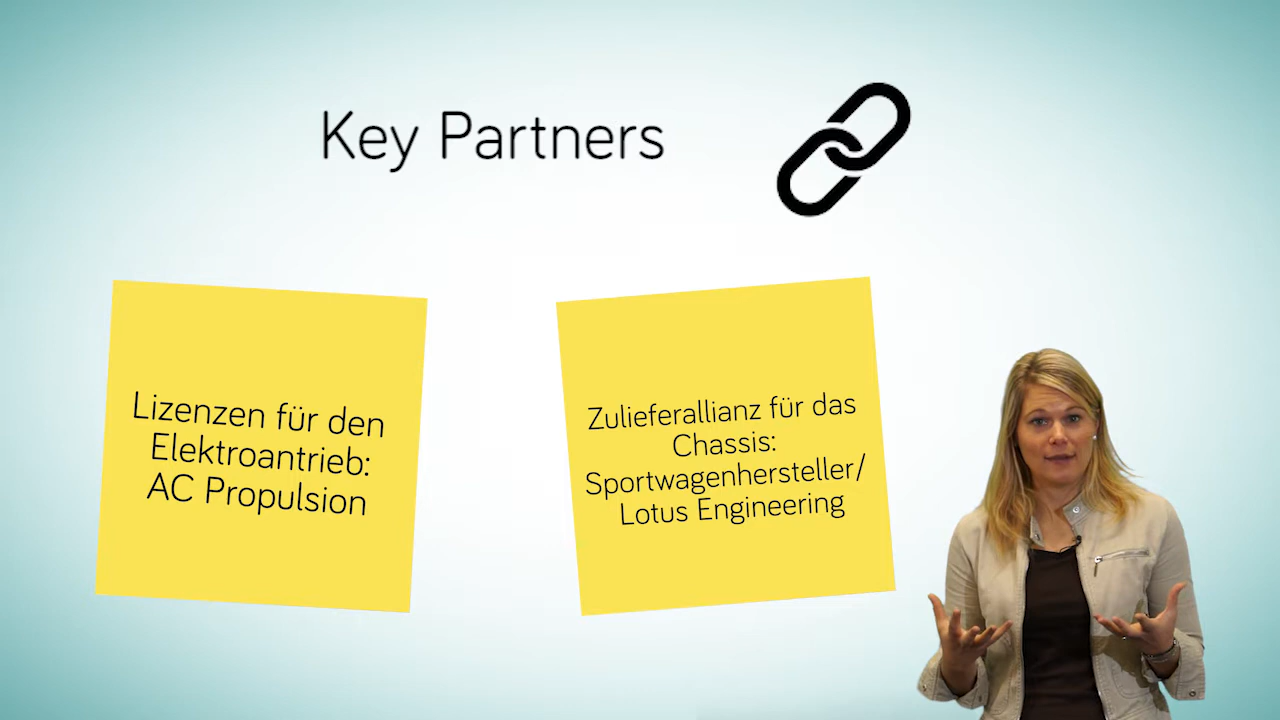 Key Partners
Lizenzen für den
Elektroantrieb:
AC Propulsion
Zulieferallianz für das
Chassis:
Sportwagenhersteller/
Lotus Engineering